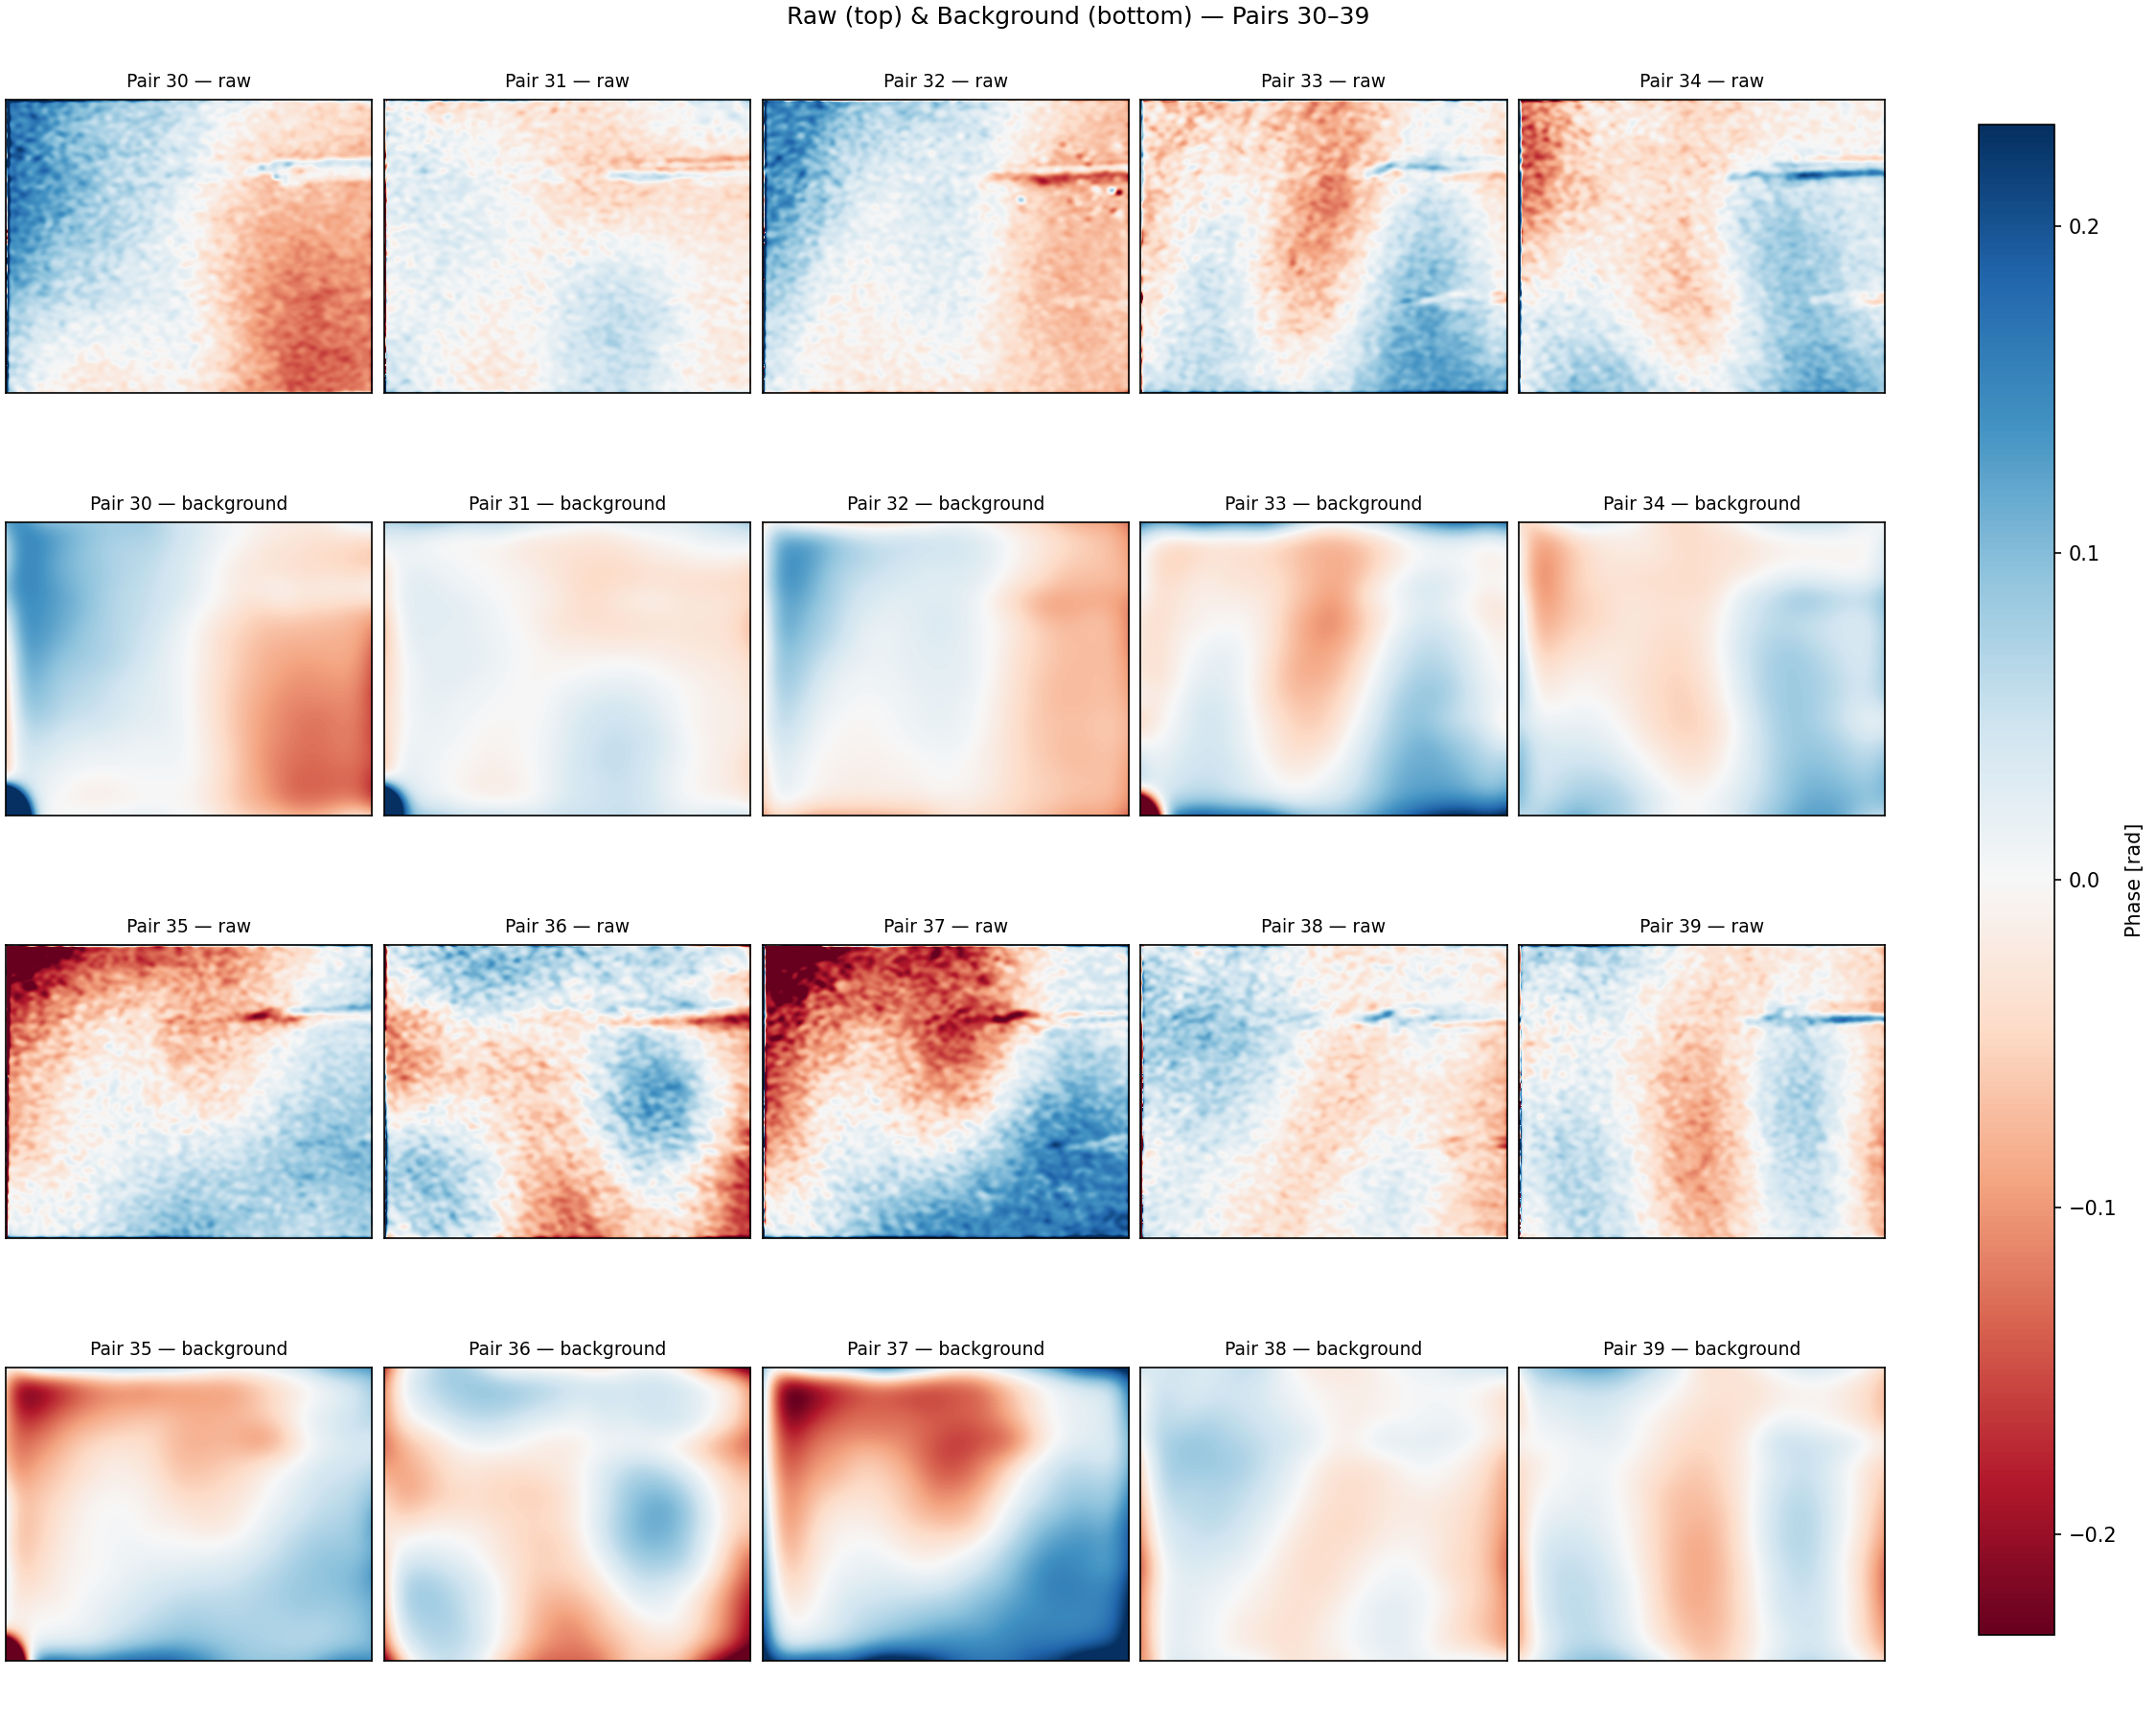 Raw (top) & Background (bottom) — Pairs 30–39
Pair 30 — raw
Pair 31 — raw
Pair 32 — raw
Pair 33 — raw
Pair 34 — raw
Pair 30 — background
Pair 31 — background
Pair 32 — background
Pair 33 — background
Pair 34 — background
Pair 35 — raw
Pair 36 — raw
Pair 37 — raw
Pair 38 — raw
Pair 39 — raw
Pair 35 — background
Pair 36 — background
Pair 37 — background
Pair 38 — background
Pair 39 — background
0.2
0.1
0.0
−0.1
−0.2
Phase [rad]